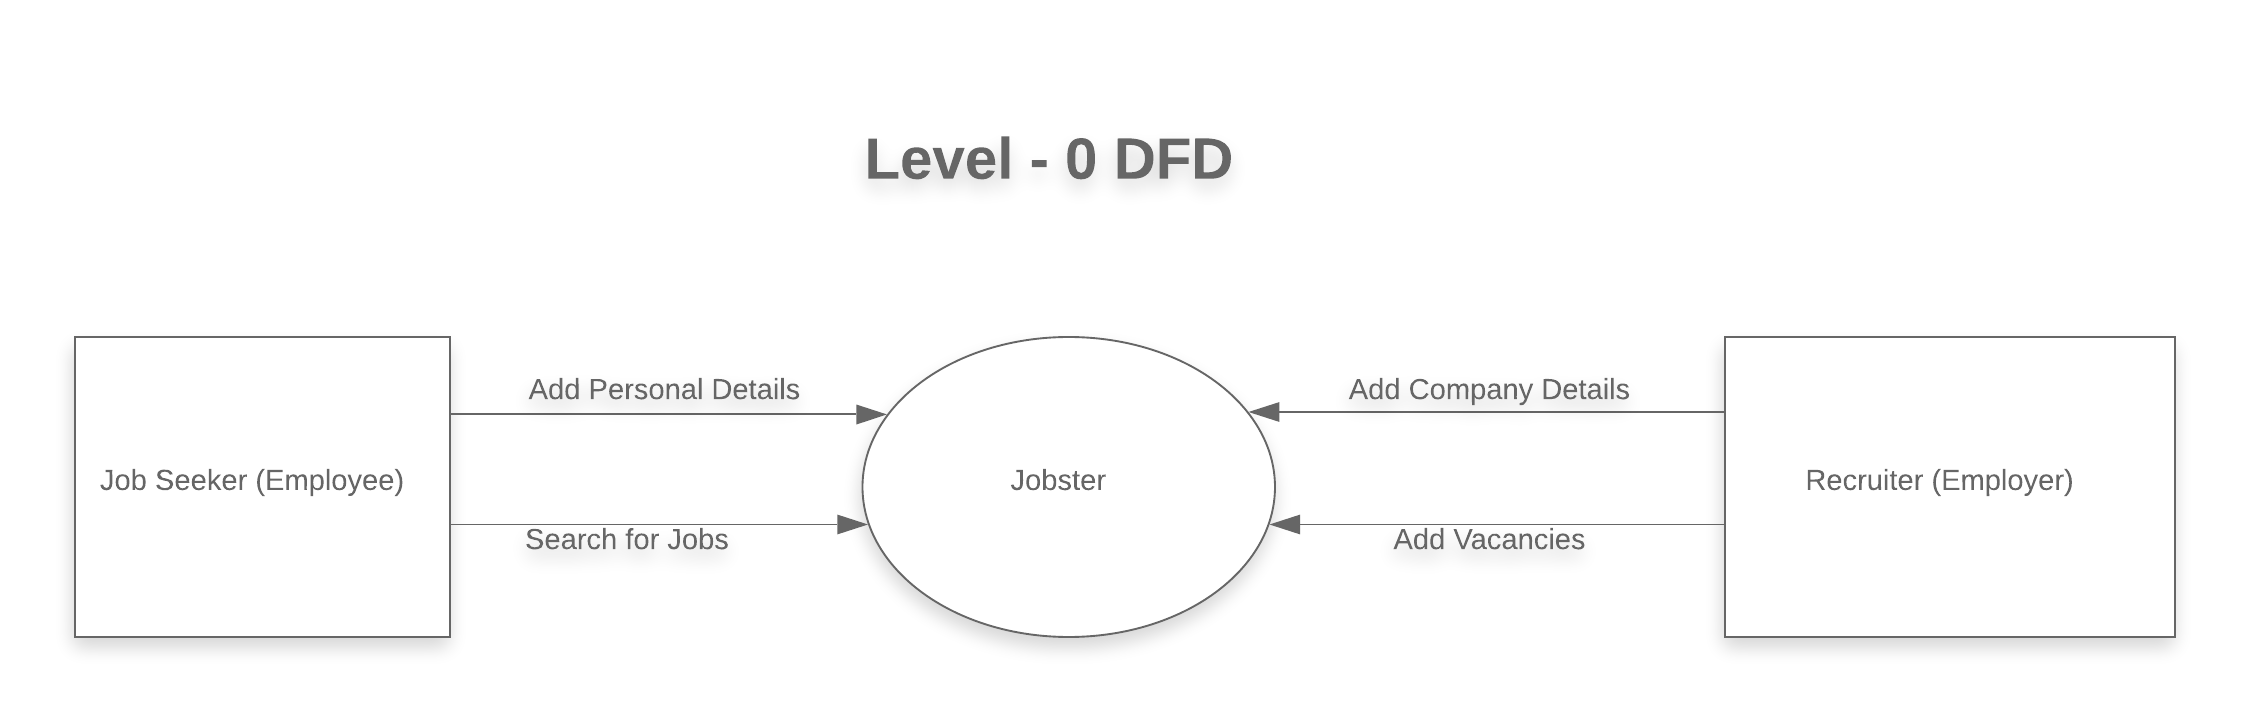 Level - 0 DFD
Add Personal Details
Add Company Details
Job Seeker (Employee)
Jobster
Recruiter (Employer)
Search for Jobs
Add Vacancies